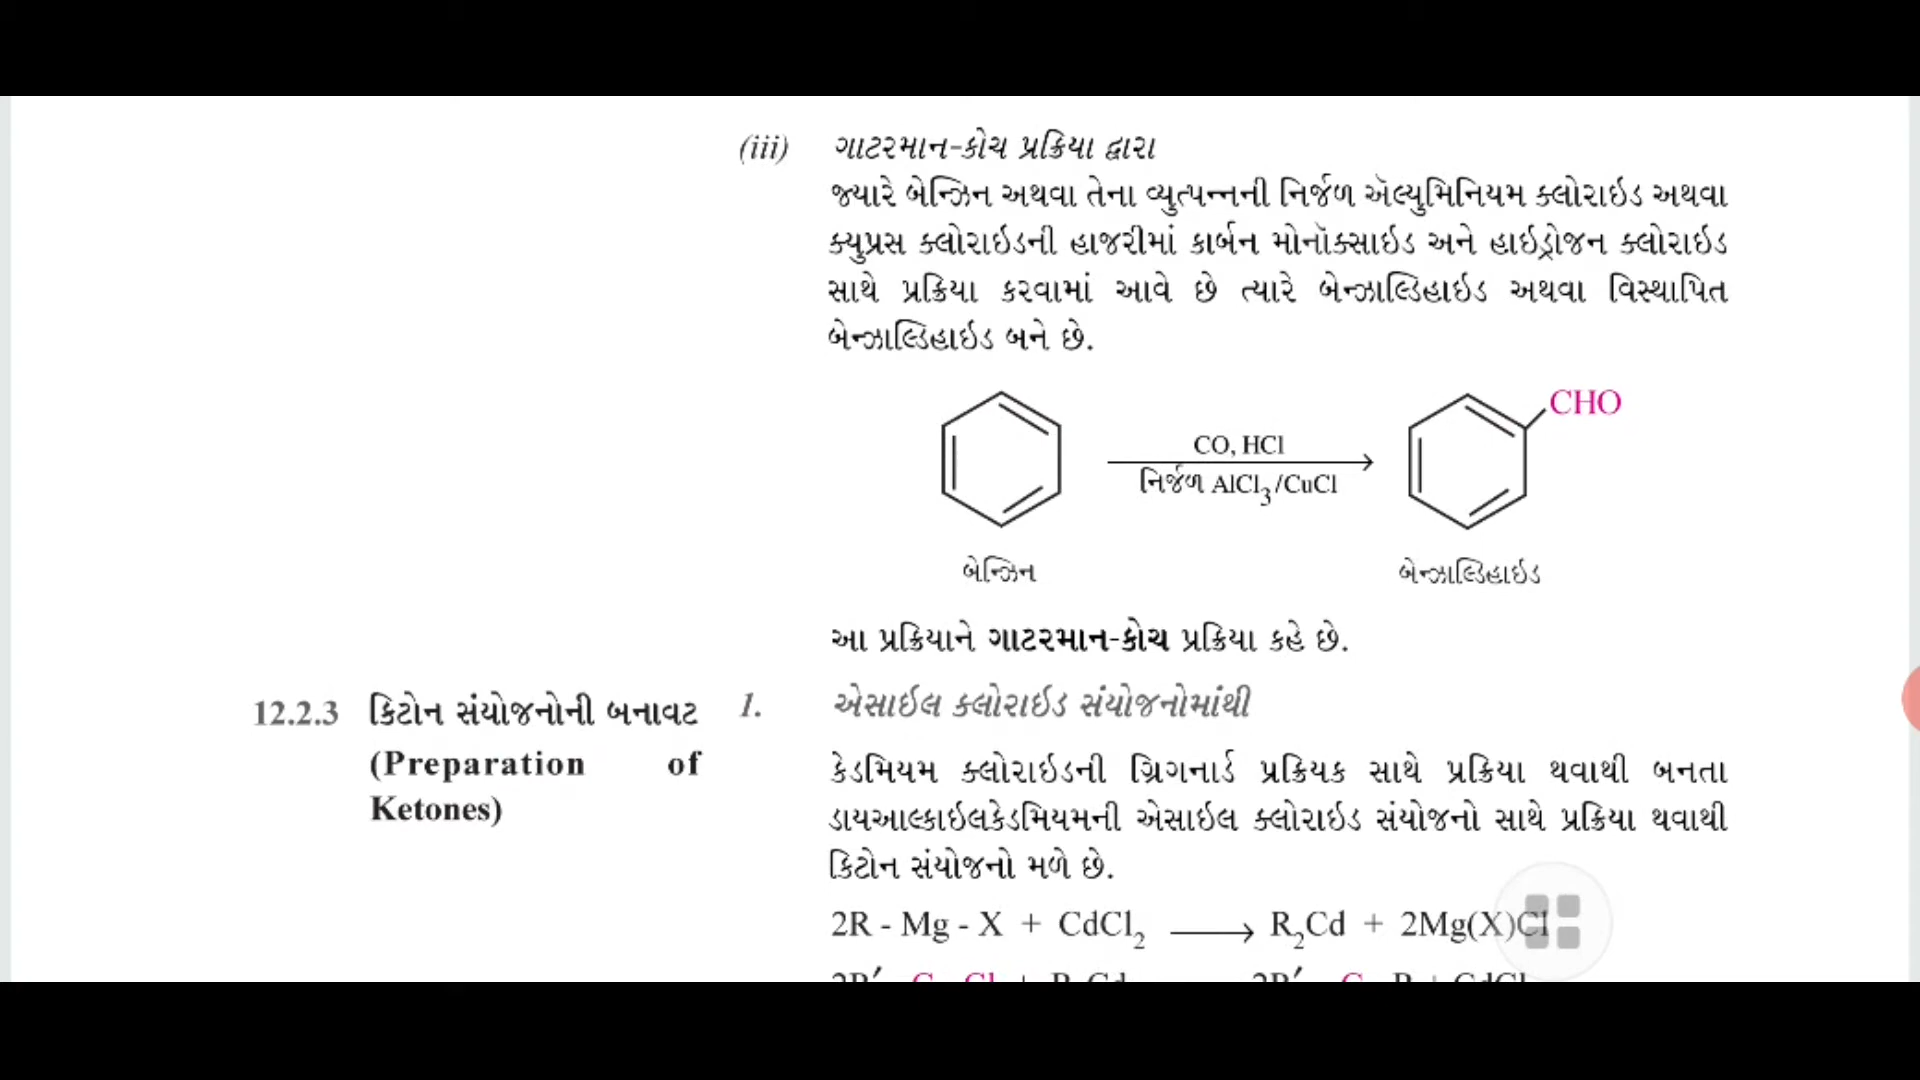 (iii) ગાટરમાન-કોચ પ્રક્રિયા દ્વારા
જ્યારે બેન્ઝિન અથવા તેના વ્યુત્પન્નની નિર્જળ ઍલ્યુમિનિયમ ક્લોરાઇડ અથવા
ક્યુપ્રસ ક્લોરાઇડની હાજરીમાં કાર્બન મોનૉક્સાઇડ અને હાઇડ્રોજન ક્લોરાઇડ
સાથે પ્રક્રિયા કરવામાં આવે છે ત્યારે બેન્ઝાલ્ડિહાઇડ અથવા વિસ્થાપિત
બેન્ઝાલ્ડિહાઇડ બને છે.
CHO
CO, HCl
નિર્જળ AlCl₃/CuCl
બેન્ઝિન બેન્ઝાલ્ડિહાઇડ
આ પ્રક્રિયાને ગાટરમાન-કોચ પ્રક્રિયા કહે છે.
12.2.3 કિટોન સંયોજનોની બનાવટ
(Preparation of
Ketones)
1. એસાઇલ ક્લોરાઇડ સંયોજનોમાંથી
કેડમિયમ ક્લોરાઇડની ગ્રિગનાર્ડ પ્રક્રિયક સાથે પ્રક્રિયા થવાથી બનતા
ડાયઆલ્કાઇલકેડમિયમની એસાઇલ ક્લોરાઇડ સંયોજનો સાથે પ્રક્રિયા થવાથી
કિટોન સંયોજનો મળે છે.
2R - Mg - X + CdCl₂ ⟶ R₂Cd + 2Mg(X)Cl